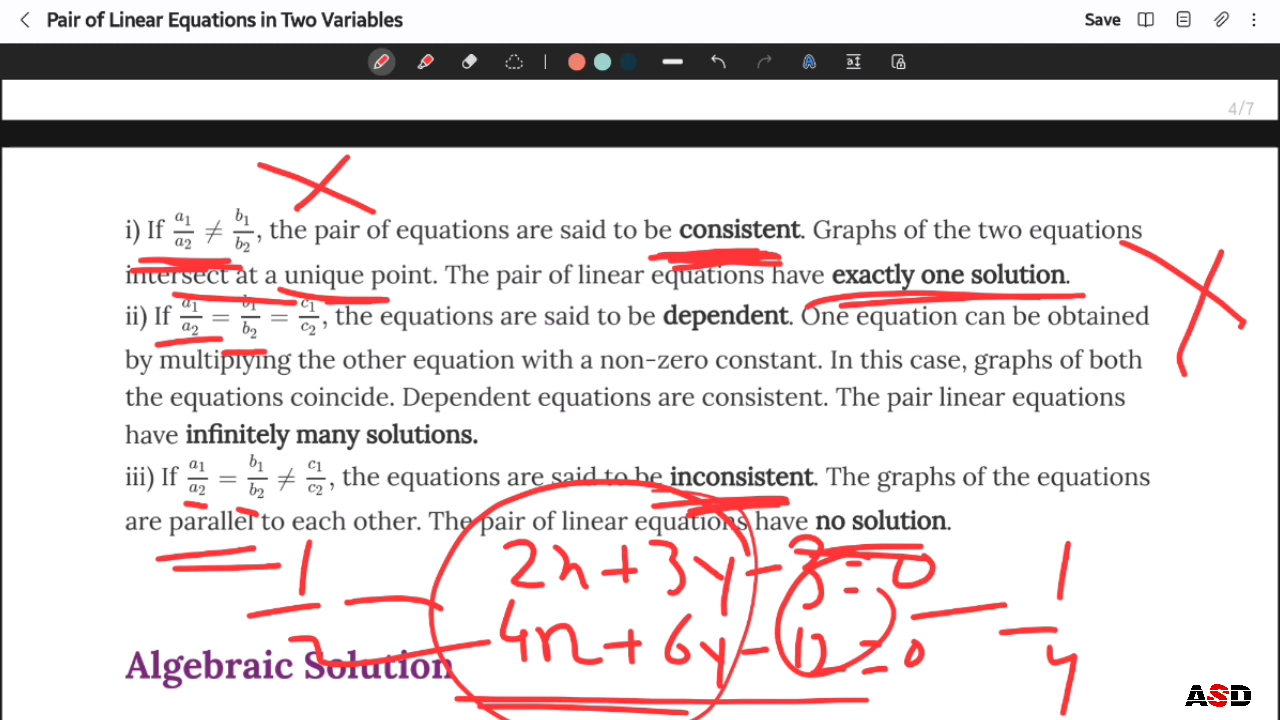 Pair of Linear Equations in Two Variables
Save
4/7
i) If a₁/a₂ ≠ b₁/b₂, the pair of equations are said to be consistent. Graphs of the two equations
intersect at a unique point. The pair of linear equations have exactly one solution.
ii) If a₁/a₂ = b₁/b₂ = c₁/c₂, the equations are said to be dependent. One equation can be obtained
by multiplying the other equation with a non-zero constant. In this case, graphs of both
the equations coincide. Dependent equations are consistent. The pair linear equations
have infinitely many solutions.
iii) If a₁/a₂ = b₁/b₂ ≠ c₁/c₂, the equations are said to be inconsistent. The graphs of the equations
are parallel to each other. The pair of linear equations have no solution.
1/2
2x + 3y - 3 = 0
4x + 6y - 12 = 0
1/4
Algebraic Solution
ASD